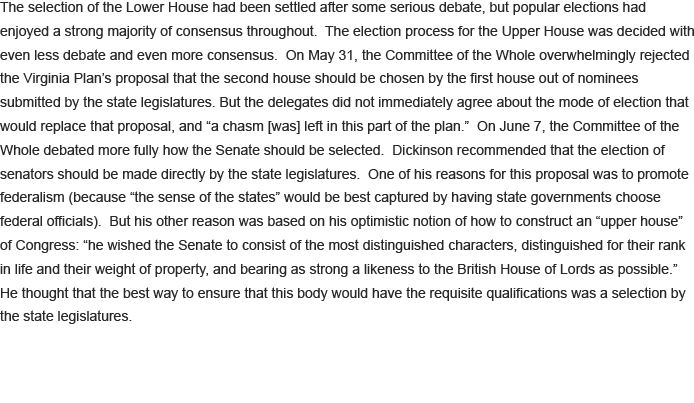 The selection of the Lower House had been settled after some serious debate, but popular elections had
enjoyed a strong majority of consensus throughout.  The election process for the Upper House was decided with
even less debate and even more consensus.  On May 31, the Committee of the Whole overwhelmingly rejected
the Virginia Plan’s proposal that the second house should be chosen by the first house out of nominees
submitted by the state legislatures. But the delegates did not immediately agree about the mode of election that
would replace that proposal, and “a chasm [was] left in this part of the plan.”  On June 7, the Committee of the
Whole debated more fully how the Senate should be selected.  Dickinson recommended that the election of
senators should be made directly by the state legislatures.  One of his reasons for this proposal was to promote
federalism (because “the sense of the states” would be best captured by having state governments choose
federal officials).  But his other reason was based on his optimistic notion of how to construct an “upper house”
of Congress: “he wished the Senate to consist of the most distinguished characters, distinguished for their rank
in life and their weight of property, and bearing as strong a likeness to the British House of Lords as possible.”
He thought that the best way to ensure that this body would have the requisite qualifications was a selection by
the state legislatures.